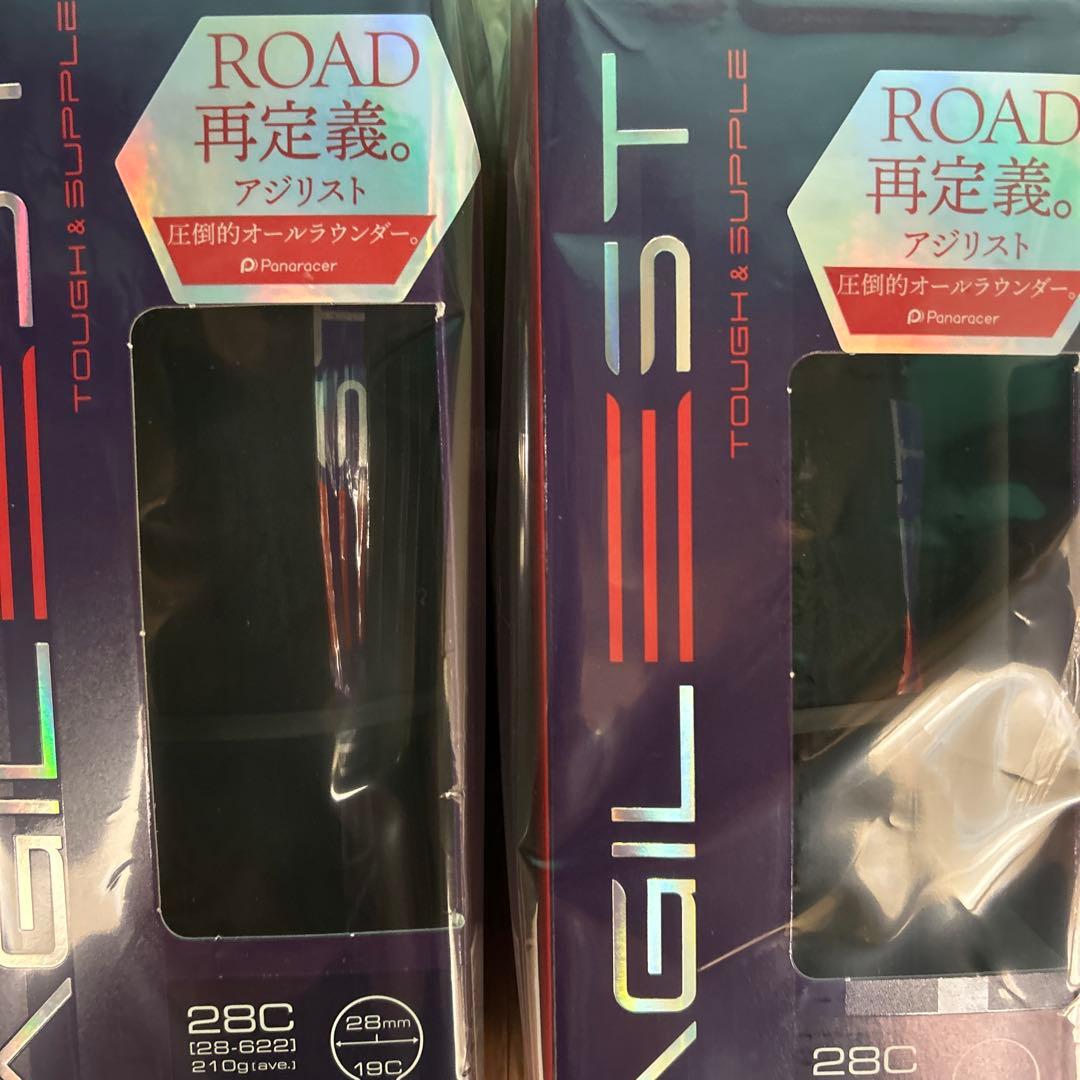 ROAD
再定義。
アジリスト
圧倒的オールラウンダー。
Panaracer
TOUGH & SUPPLE
AGILEST
28C
[28-622]
210g(ave.)
28mm
19C
ROAD
再定義。
アジリスト
圧倒的オールラウンダー。
Panaracer
TOUGH & SUPPLE
AGILEST
28C